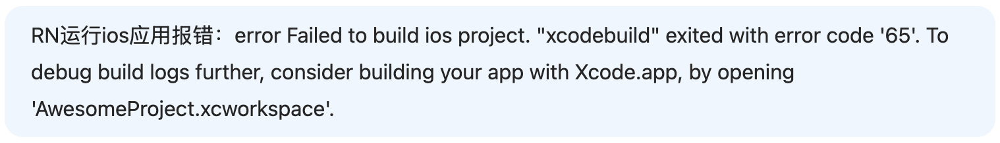 RN运行ios应用报错：error Failed to build ios project. "xcodebuild" exited with error code '65'. To
debug build logs further, consider building your app with Xcode.app, by opening
'AwesomeProject.xcworkspace'.